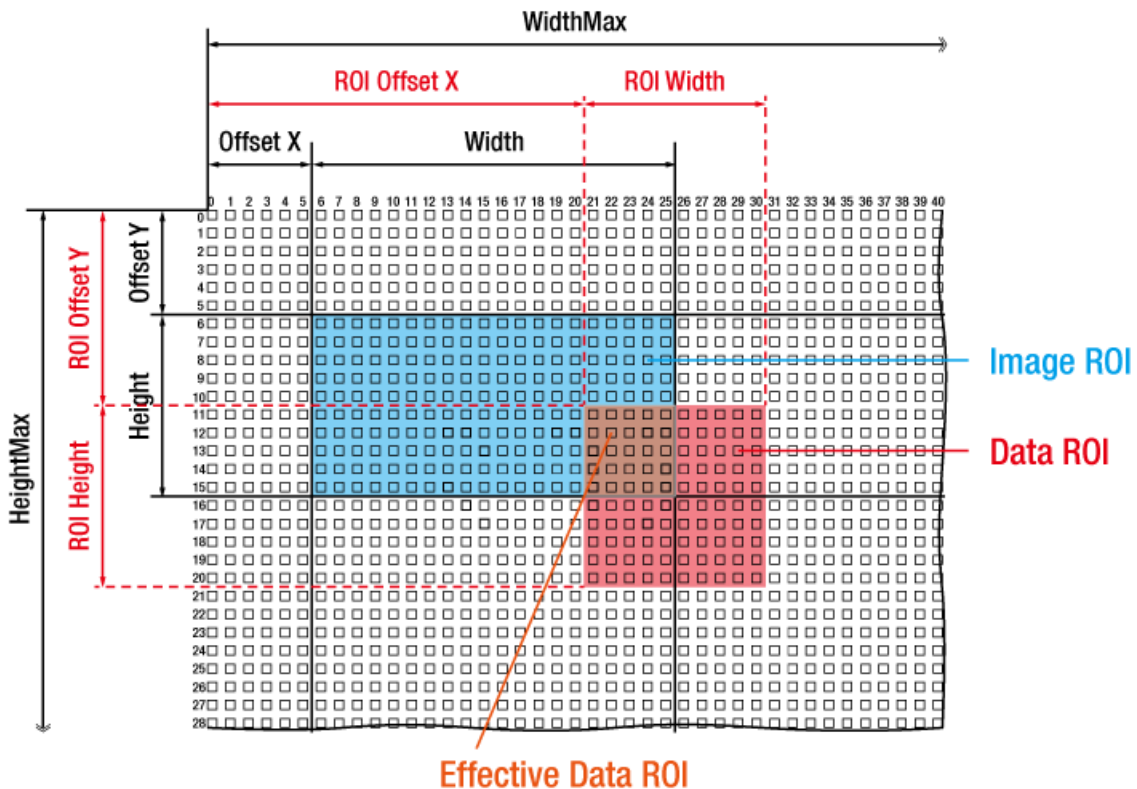 WidthMax
ROI Offset X ROI Width
Offset X Width
0 1 2 3 4 5 6 7 8 9 10 11 12 13 14 15 16 17 18 19 20 21 22 23 24 25 26 27 28 29 30 31 32 33 34 35 36 37 38 39 40
HeightMax
ROI Offset Y
ROI Height
Offset Y
Height
0
1
2
3
4
5
6
7
8
9
10
11
12
13
14
15
16
17
18
19
20
21
22
23
24
25
26
27
28
Image ROI
Data ROI
Effective Data ROI